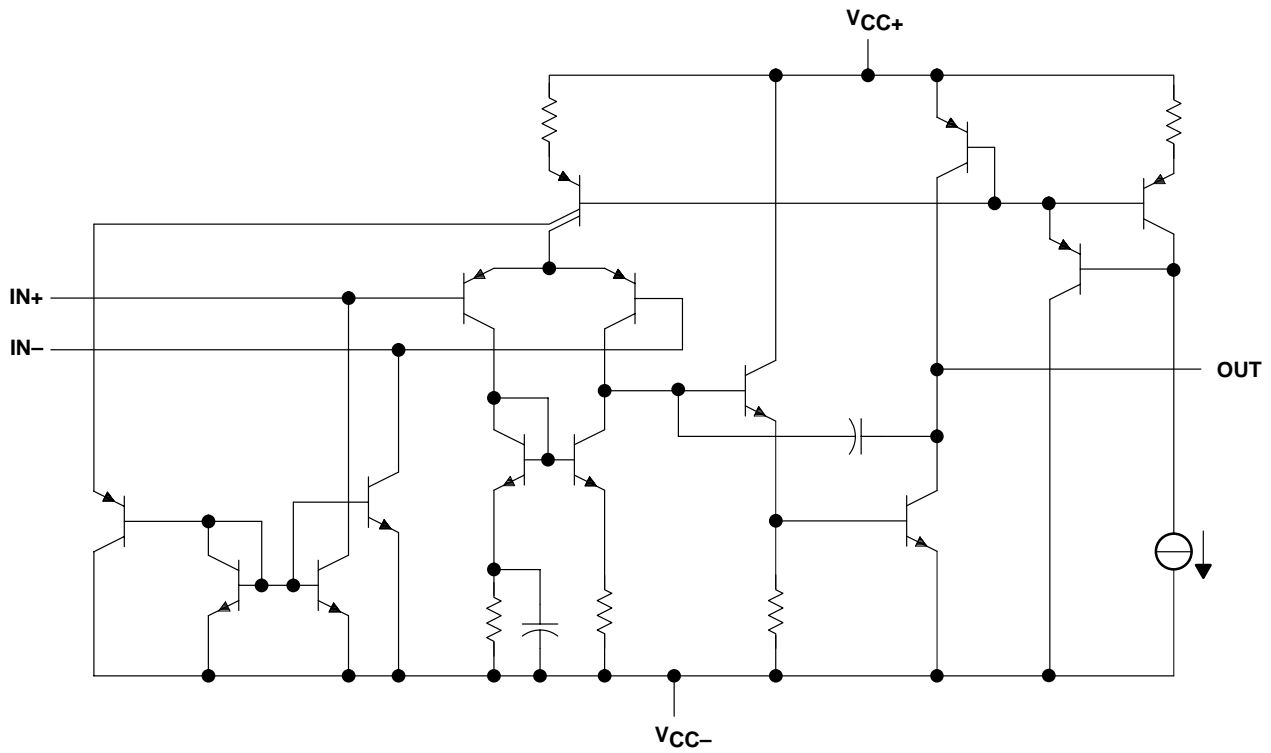 VCC+
IN+
IN–
OUT
VCC–